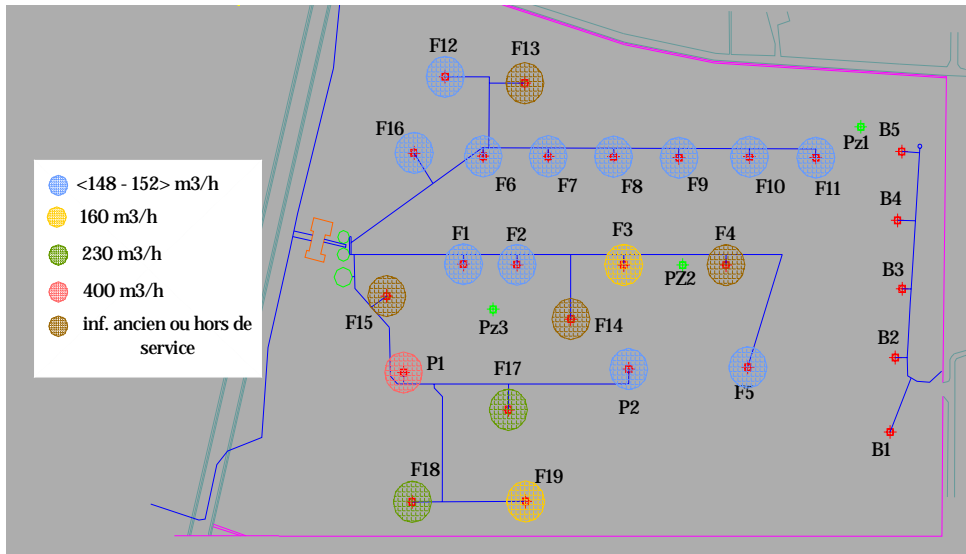 F12
F13
F16
F6
F7
F8
F9
F10
F11
Pz1
B5
B4
B3
B2
B1
<148 - 152> m3/h
160 m3/h
230 m3/h
400 m3/h
inf. ancien ou hors de
service
F1
F2
F3
PZ2
F4
F15
Pz3
F14
P1
F17
P2
F5
F18
F19